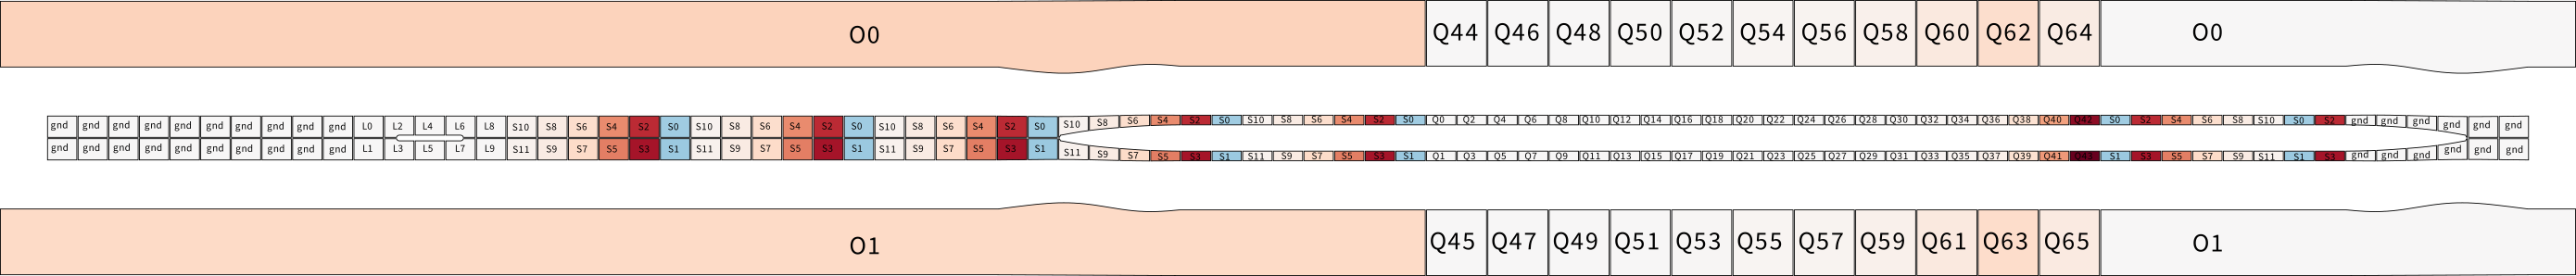 O0 Q44 Q46 Q48 Q50 Q52 Q54 Q56 Q58 Q60 Q62 Q64 O0
gnd gnd gnd gnd gnd gnd gnd gnd gnd gnd L0 L2 L4 L6 L8 S10 S8 S6 S4 S2 S0 S10 S8 S6 S4 S2 S0 S10 S8 S6 S4 S2 S0 S10 S8 S6 S4 S2 S0 S10 S8 S6 S4 S2 S0 Q0 Q2 Q4 Q6 Q8 Q10 Q12 Q14 Q16 Q18 Q20 Q22 Q24 Q26 Q28 Q30 Q32 Q34 Q36 Q38 Q40 Q42 S0 S2 S4 S6 S8 S10 S0 S2 gnd gnd gnd gnd gnd gnd
gnd gnd gnd gnd gnd gnd gnd gnd gnd gnd L1 L3 L5 L7 L9 S11 S9 S7 S5 S3 S1 S11 S9 S7 S5 S3 S1 S11 S9 S7 S5 S3 S1 S11 S9 S7 S5 S3 S1 S11 S9 S7 S5 S3 S1 Q1 Q3 Q5 Q7 Q9 Q11 Q13 Q15 Q17 Q19 Q21 Q23 Q25 Q27 Q29 Q31 Q33 Q35 Q37 Q39 Q41 Q43 S1 S3 S5 S7 S9 S11 S1 S3 gnd gnd gnd gnd gnd gnd
O1 Q45 Q47 Q49 Q51 Q53 Q55 Q57 Q59 Q61 Q63 Q65 O1